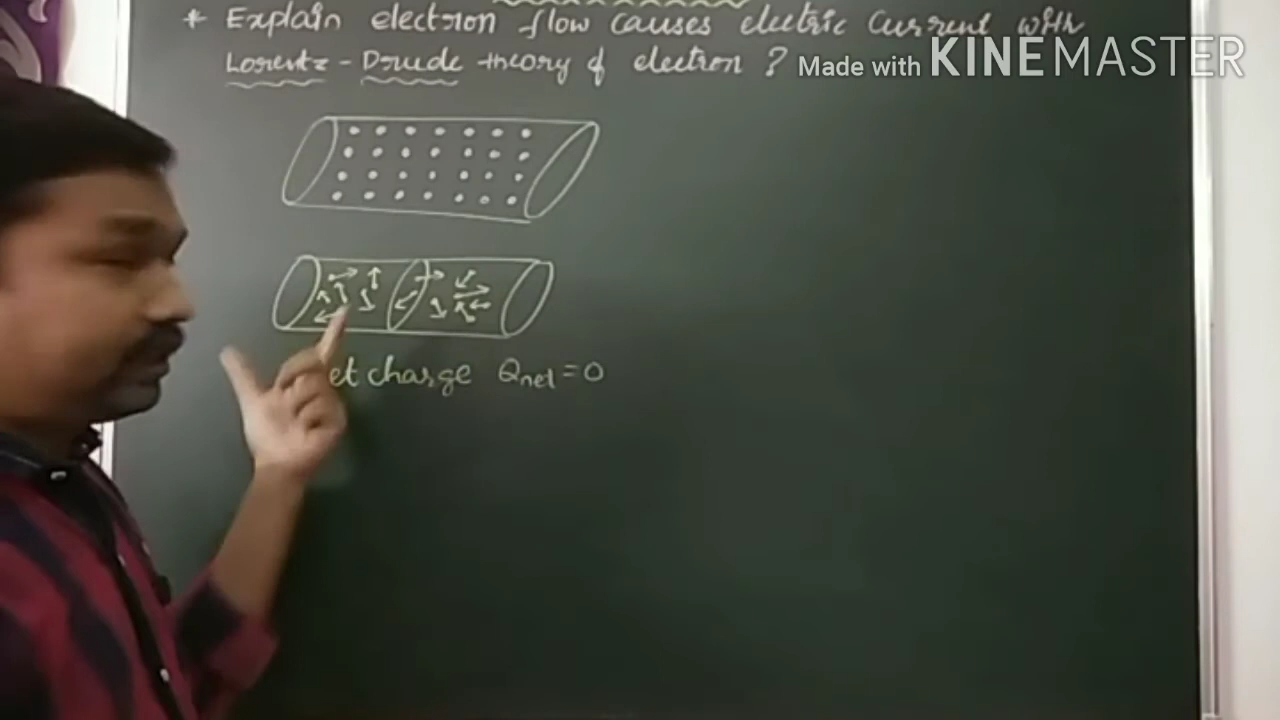 * Explain electron flow causes electric current with
Lorentz - Drude theory of electron ?
Made with KINEMASTER
et charge Qnet = 0